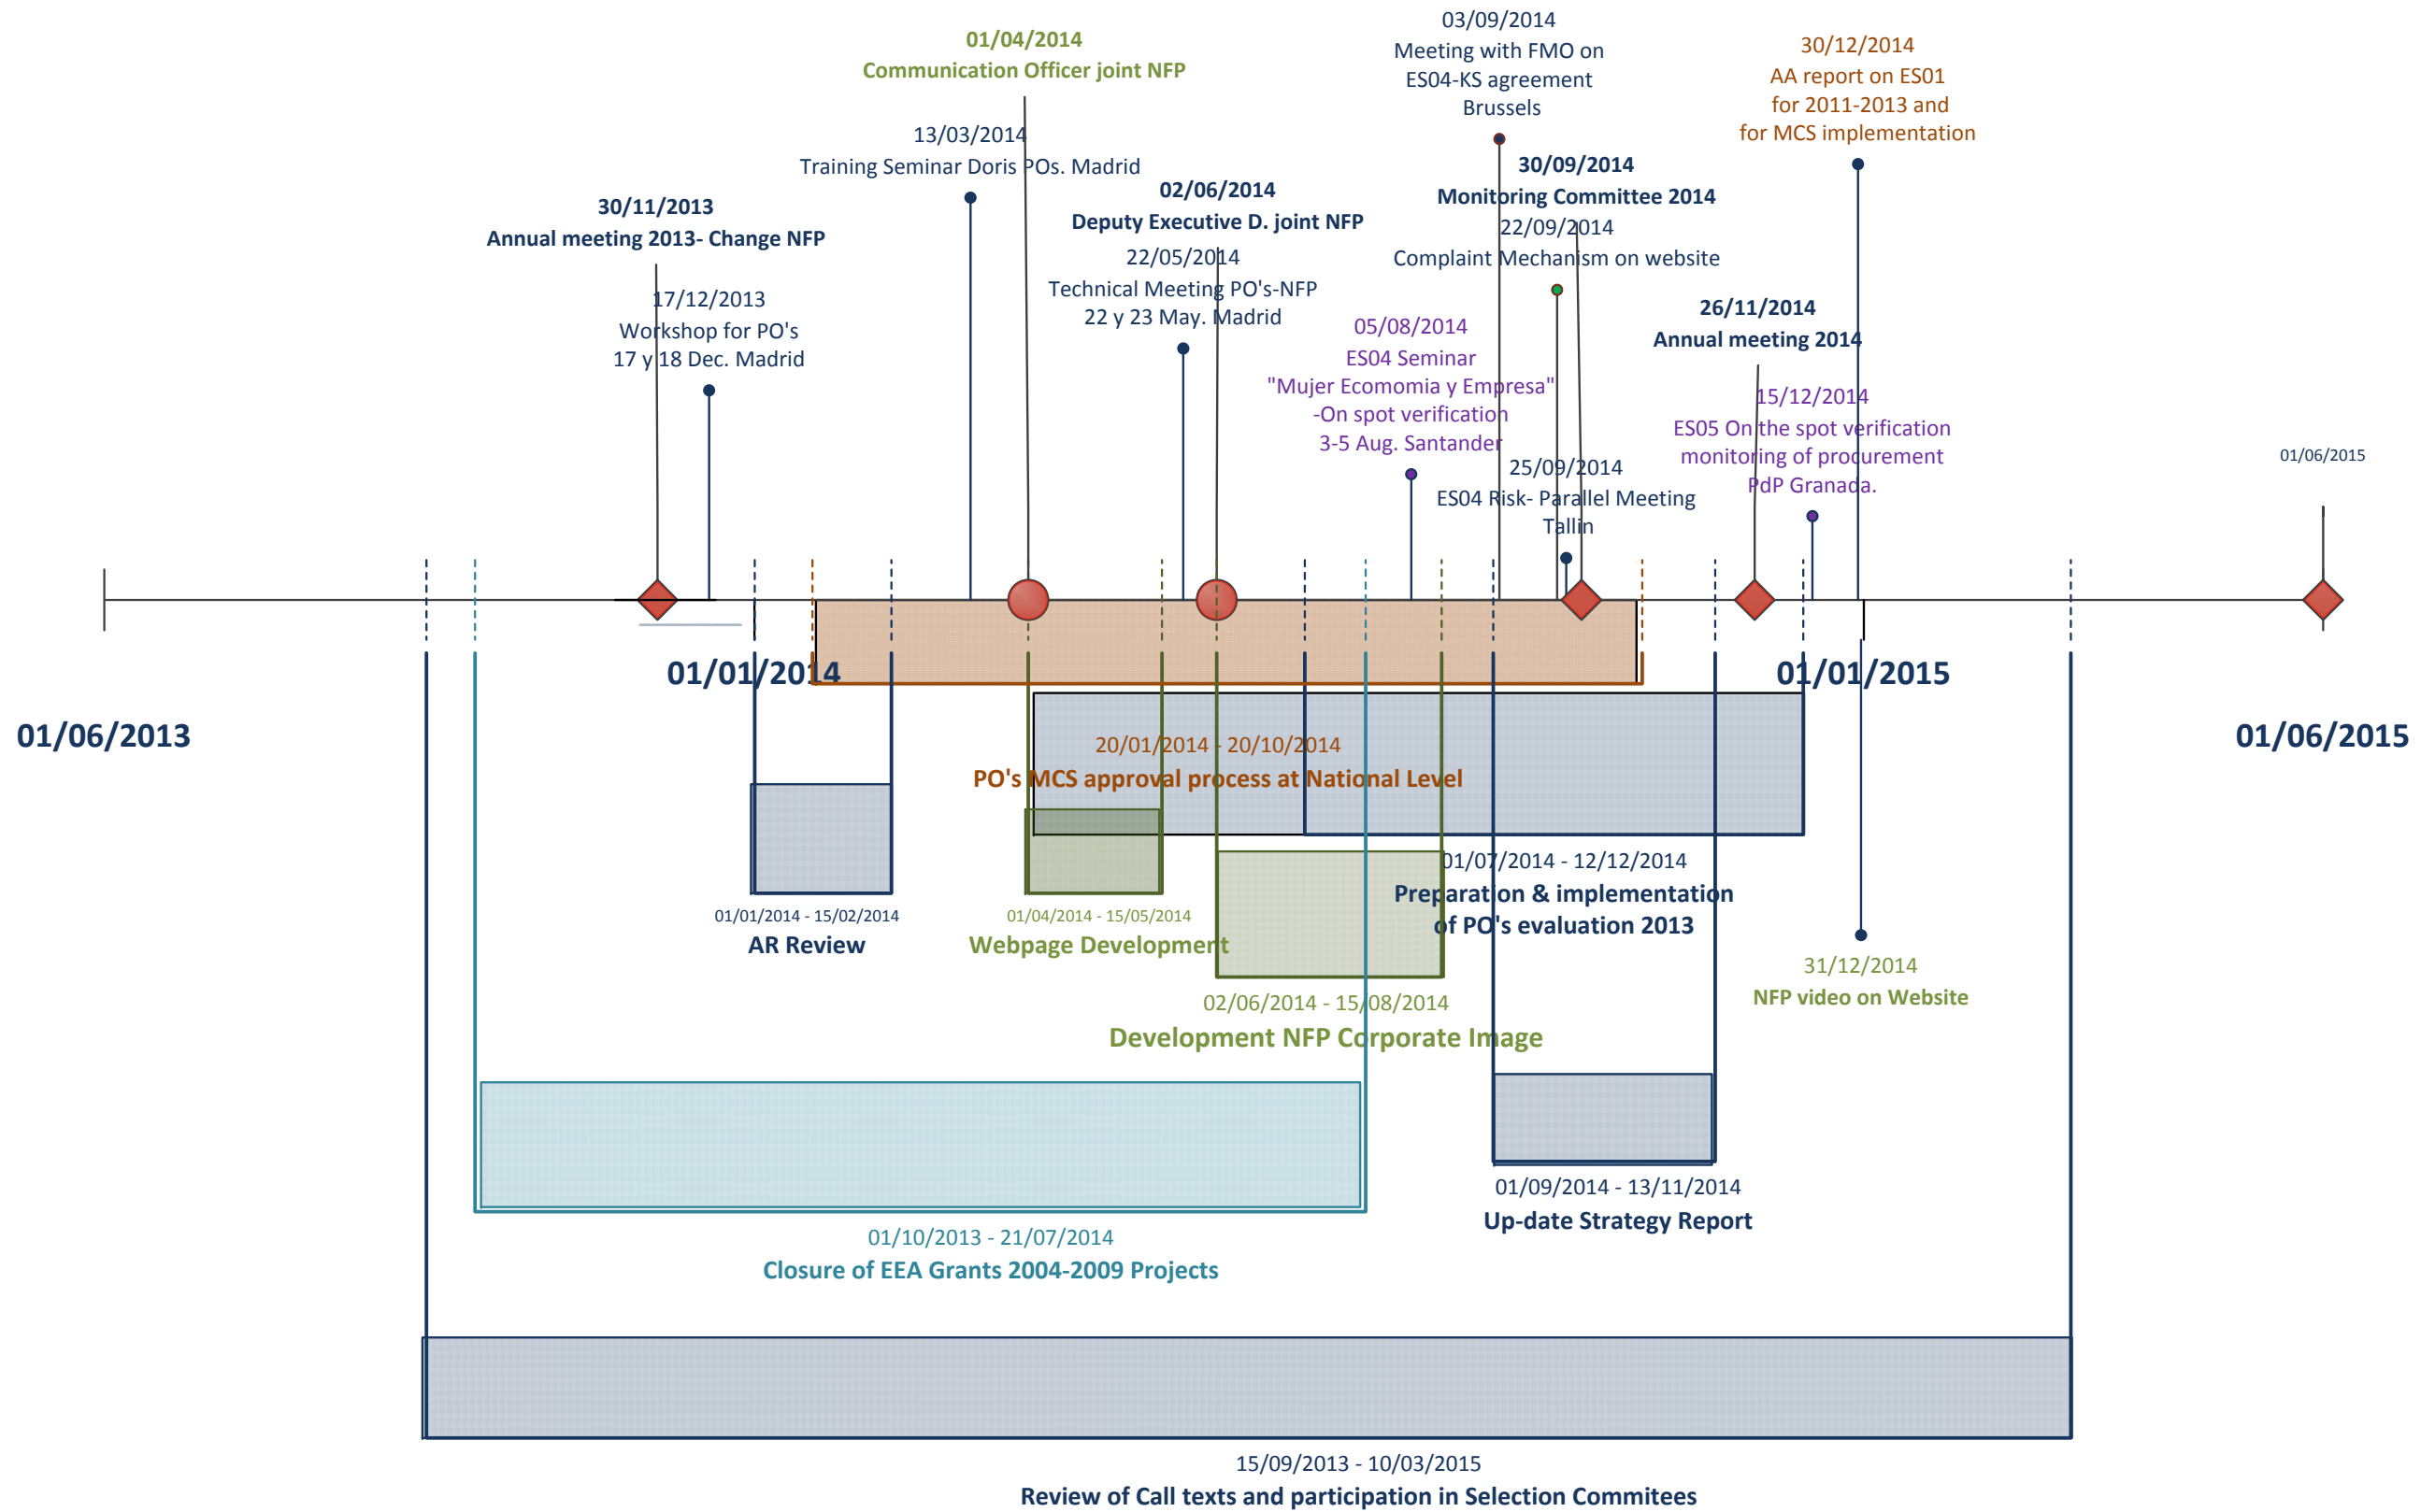 03/09/2014
Meeting with FMO on
ES04-KS agreement
Brussels
01/04/2014
Communication Officer joint NFP
30/12/2014
AA report on ES01
for 2011-2013 and
for MCS implementation
13/03/2014
Training Seminar Doris POs. Madrid
30/09/2014
Monitoring Committee 2014
02/06/2014
Deputy Executive D. joint NFP
30/11/2013
Annual meeting 2013- Change NFP
22/09/2014
Complaint Mechanism on website
22/05/2014
Technical Meeting PO's-NFP
22 y 23 May. Madrid
17/12/2013
Workshop for PO's
17 y 18 Dec. Madrid
26/11/2014
Annual meeting 2014
05/08/2014
ES04 Seminar
"Mujer Ecomomia y Empresa"
-On spot verification
3-5 Aug. Santander
15/12/2014
ES05 On the spot verification
monitoring of procurement
PdP Granada.
25/09/2014
ES04 Risk- Parallel Meeting
Tallin
01/06/2015
01/01/2014
01/01/2015
01/06/2013
01/06/2015
20/01/2014 - 20/10/2014
PO's MCS approval process at National Level
01/07/2014 - 12/12/2014
Preparation & implementation
of PO's evaluation 2013
01/01/2014 - 15/02/2014
AR Review
01/04/2014 - 15/05/2014
Webpage Development
31/12/2014
NFP video on Website
02/06/2014 - 15/08/2014
Development NFP Corporate Image
01/09/2014 - 13/11/2014
Up-date Strategy Report
01/10/2013 - 21/07/2014
Closure of EEA Grants 2004-2009 Projects
15/09/2013 - 10/03/2015
Review of Call texts and participation in Selection Commitees